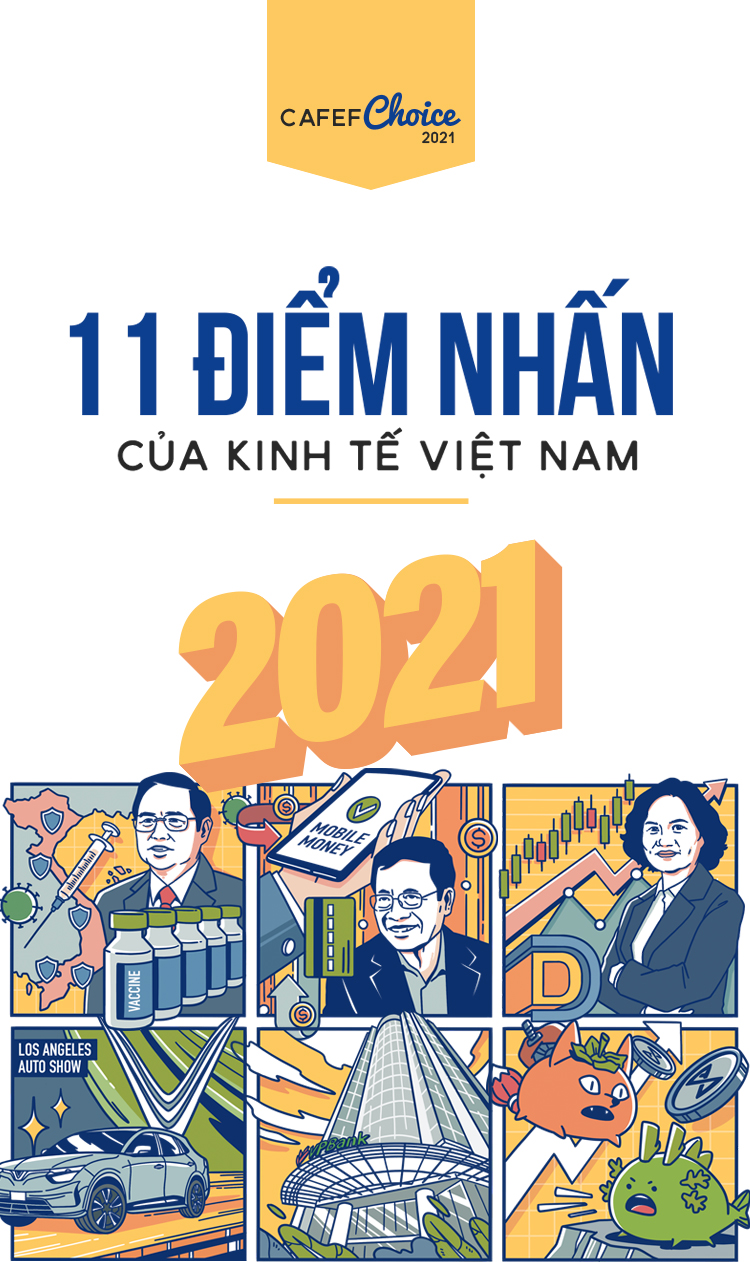 CAFEF Choice
2021
11 ĐIỂM NHẤN
CỦA KINH TẾ VIỆT NAM
2021
VACCINE
MOBILE
MONEY
LOS ANGELES
AUTO SHOW
VPBank